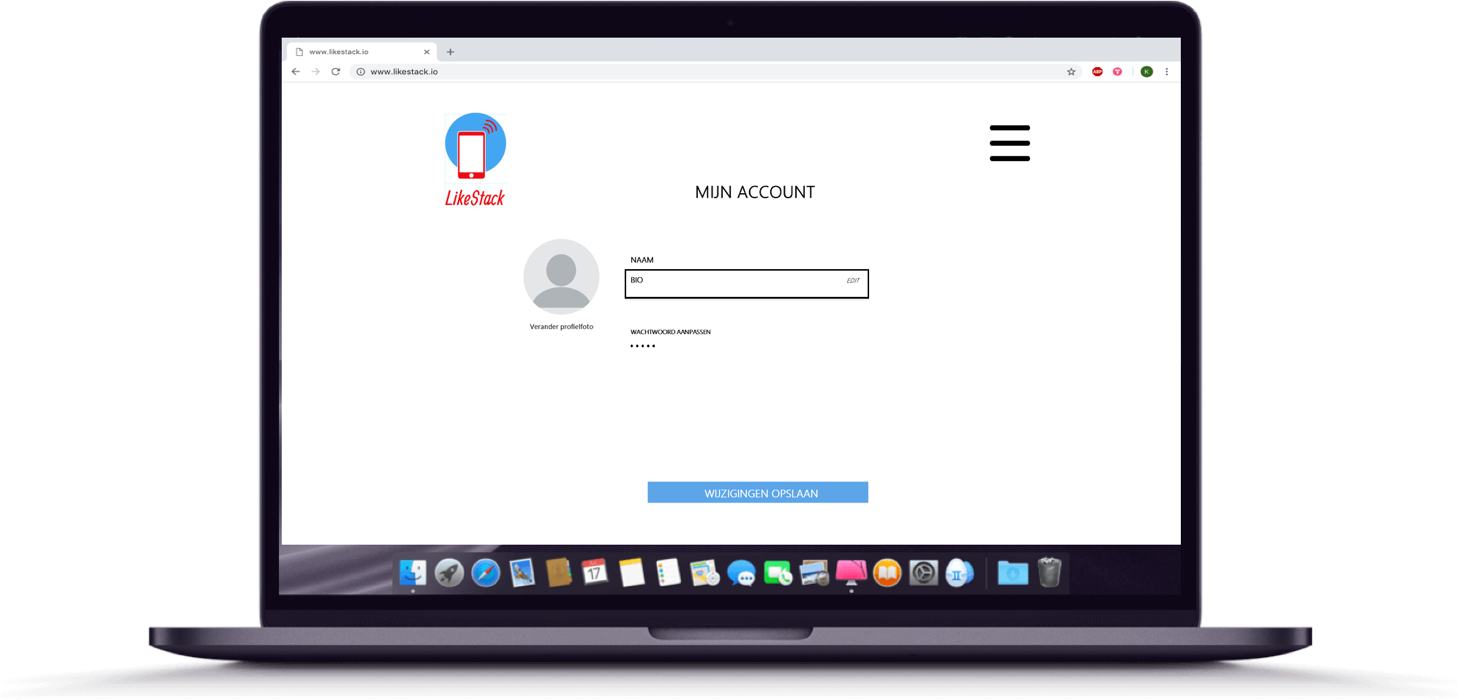 www.likestack.io
www.likestack.io
ABP
K
LikeStack
MIJN ACCOUNT
NAAM
BIO
EDIT
Verander profielfoto
WACHTWOORD AANPASSEN
WIJZIGINGEN OPSLAAN
17